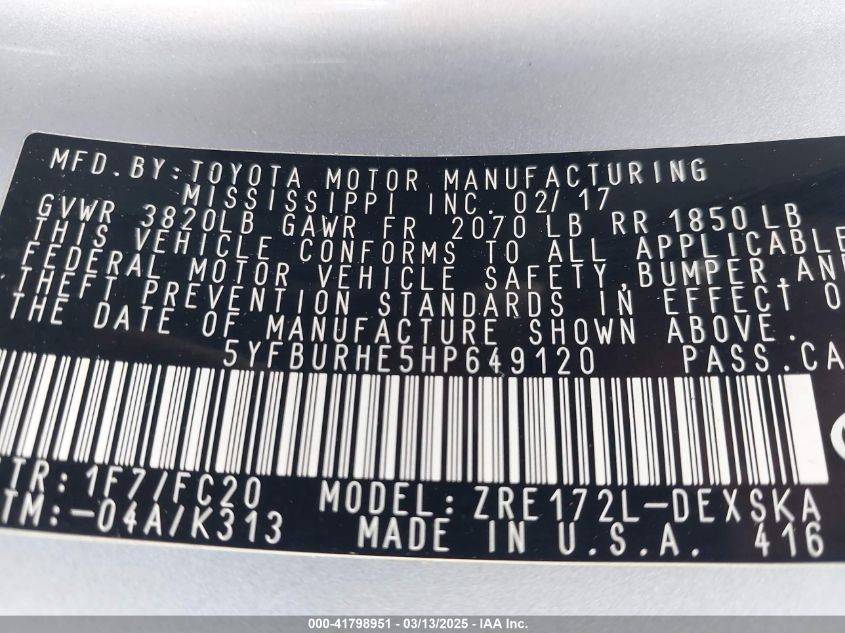 MFD. BY: TOYOTA MOTOR MANUFACTURING
MISSISSIPPI INC. 02/17
GVWR 3820LB GAWR FR 2070 LB RR 1850 LB
THIS VEHICLE CONFORMS TO ALL APPLICABLE
FEDERAL MOTOR VEHICLE SAFETY, BUMPER, AN
THEFT PREVENTION STANDARDS IN EFFECT O
THE DATE OF MANUFACTURE SHOWN ABOVE.
5YFBURHE5HP649120 PASS. CA
TR: 1F7/FC20 MODEL: ZRE172L-DEXSKA
TM: -04A/K313 MADE IN U.S.A. 416
000-41798951 — 03/13/2025 — IAA Inc.